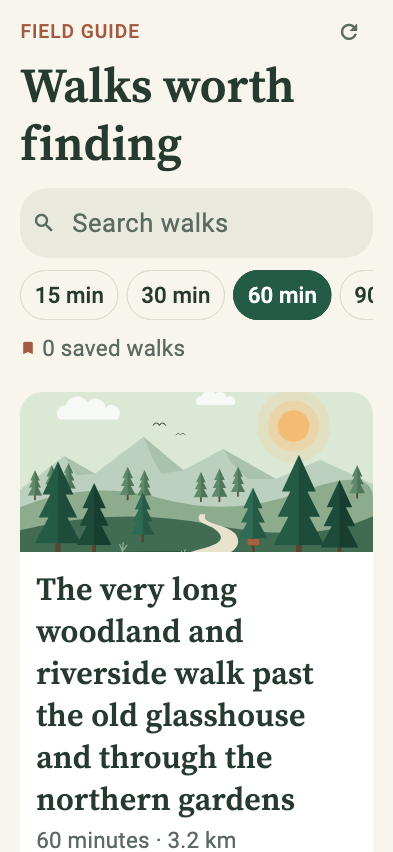 FIELD GUIDE
Walks worth
finding
Search walks
15 min
30 min
60 min
90
0 saved walks
The very long
woodland and
riverside walk past
the old glasshouse
and through the
northern gardens
60 minutes · 3.2 km